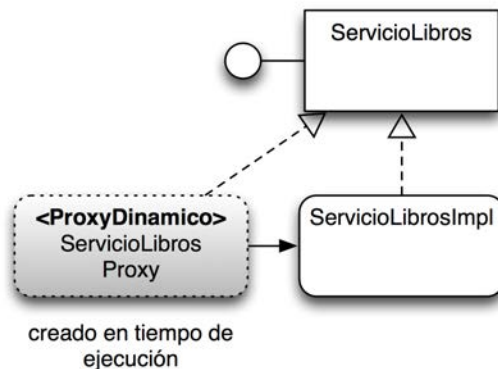 ServicioLibros
<ProxyDinamico>
ServicioLibros
Proxy
ServicioLibrosImpl
creado en tiempo de
ejecución